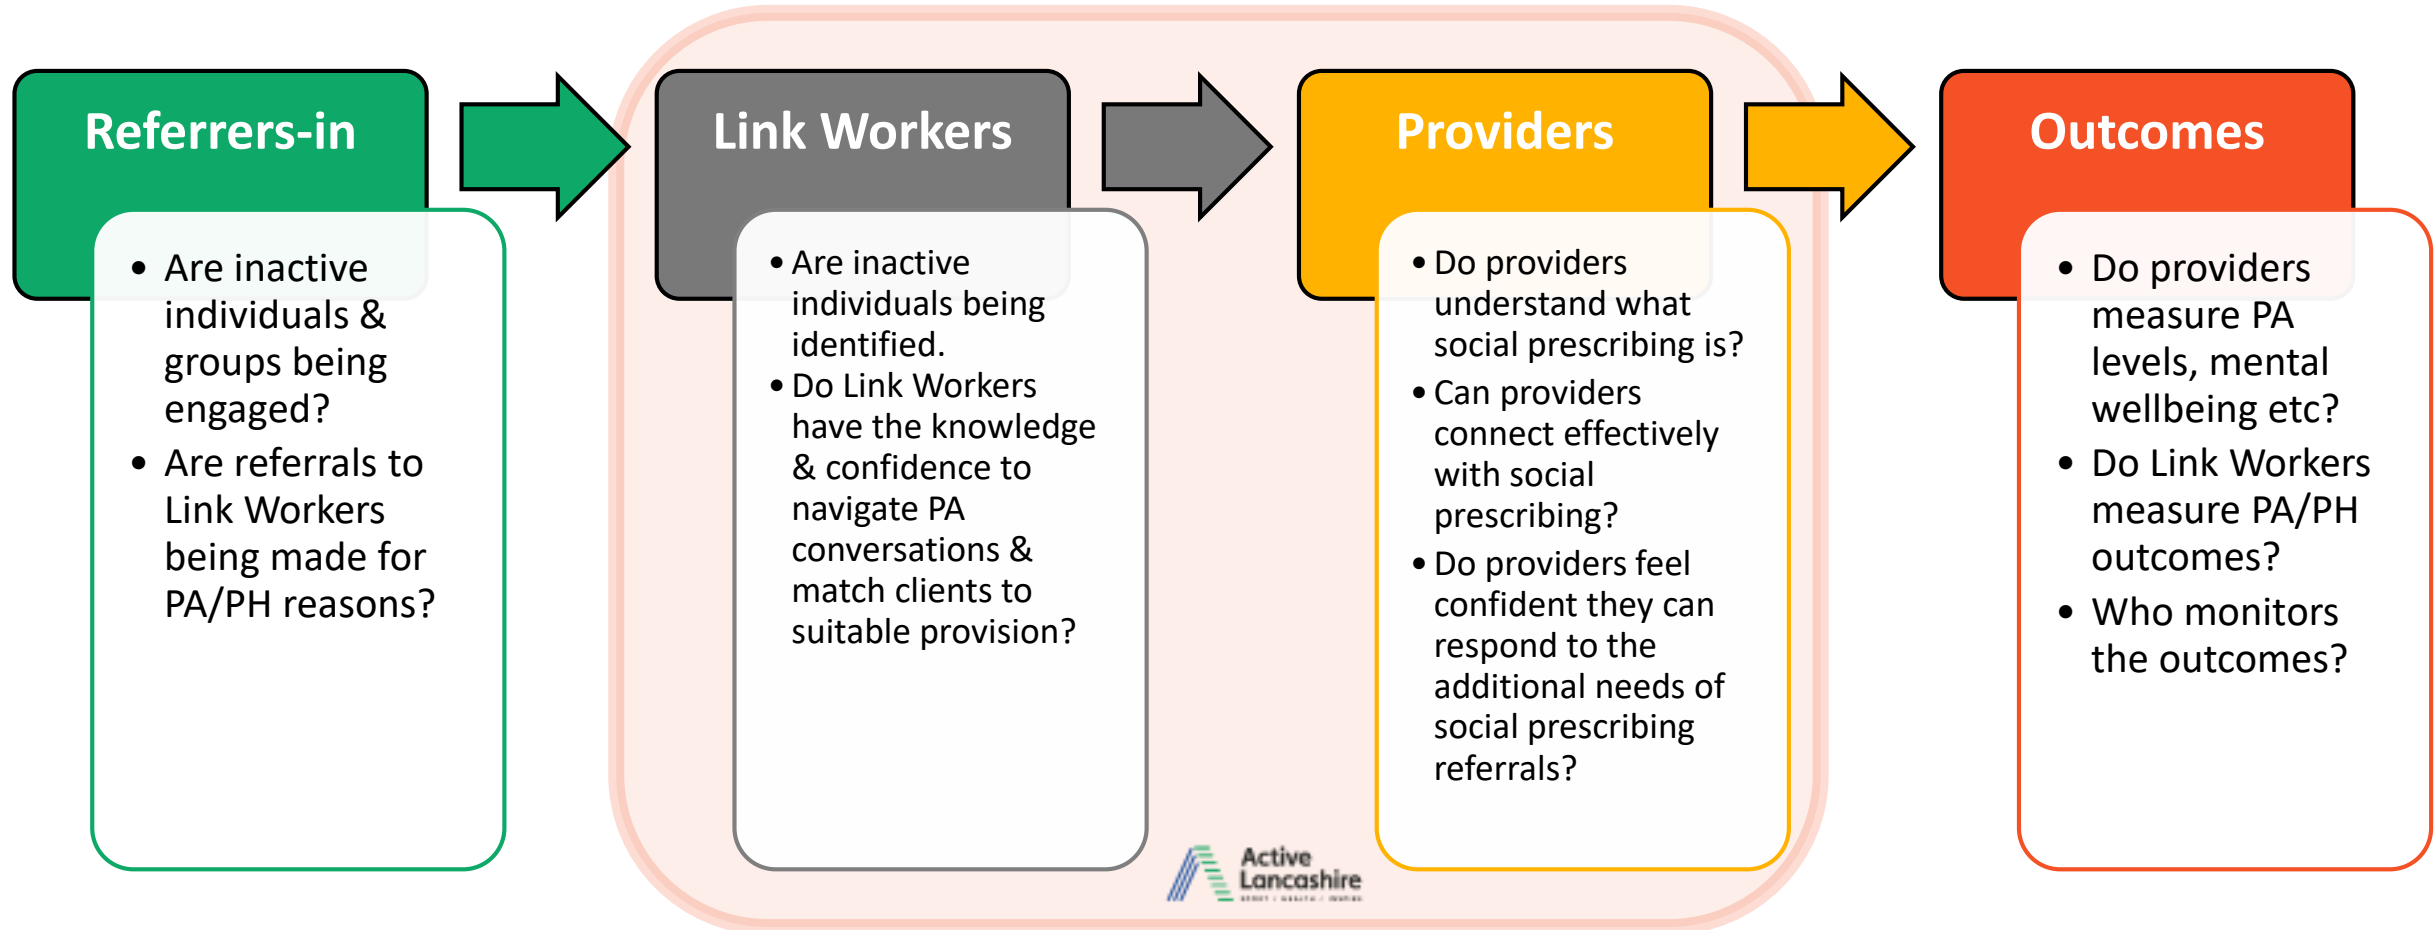 Referrers-in
• Are inactive
individuals &
groups being
engaged?
• Are referrals to
Link Workers
being made for
PA/PH reasons?
Link Workers
• Are inactive
individuals being
identified.
• Do Link Workers
have the knowledge
& confidence to
navigate PA
conversations &
match clients to
suitable provision?
Providers
• Do providers
understand what
social prescribing is?
• Can providers
connect effectively
with social
prescribing?
• Do providers feel
confident they can
respond to the
additional needs of
social prescribing
referrals?
Outcomes
• Do providers
measure PA
levels, mental
wellbeing etc?
• Do Link Workers
measure PA/PH
outcomes?
• Who monitors
the outcomes?
Active
Lancashire